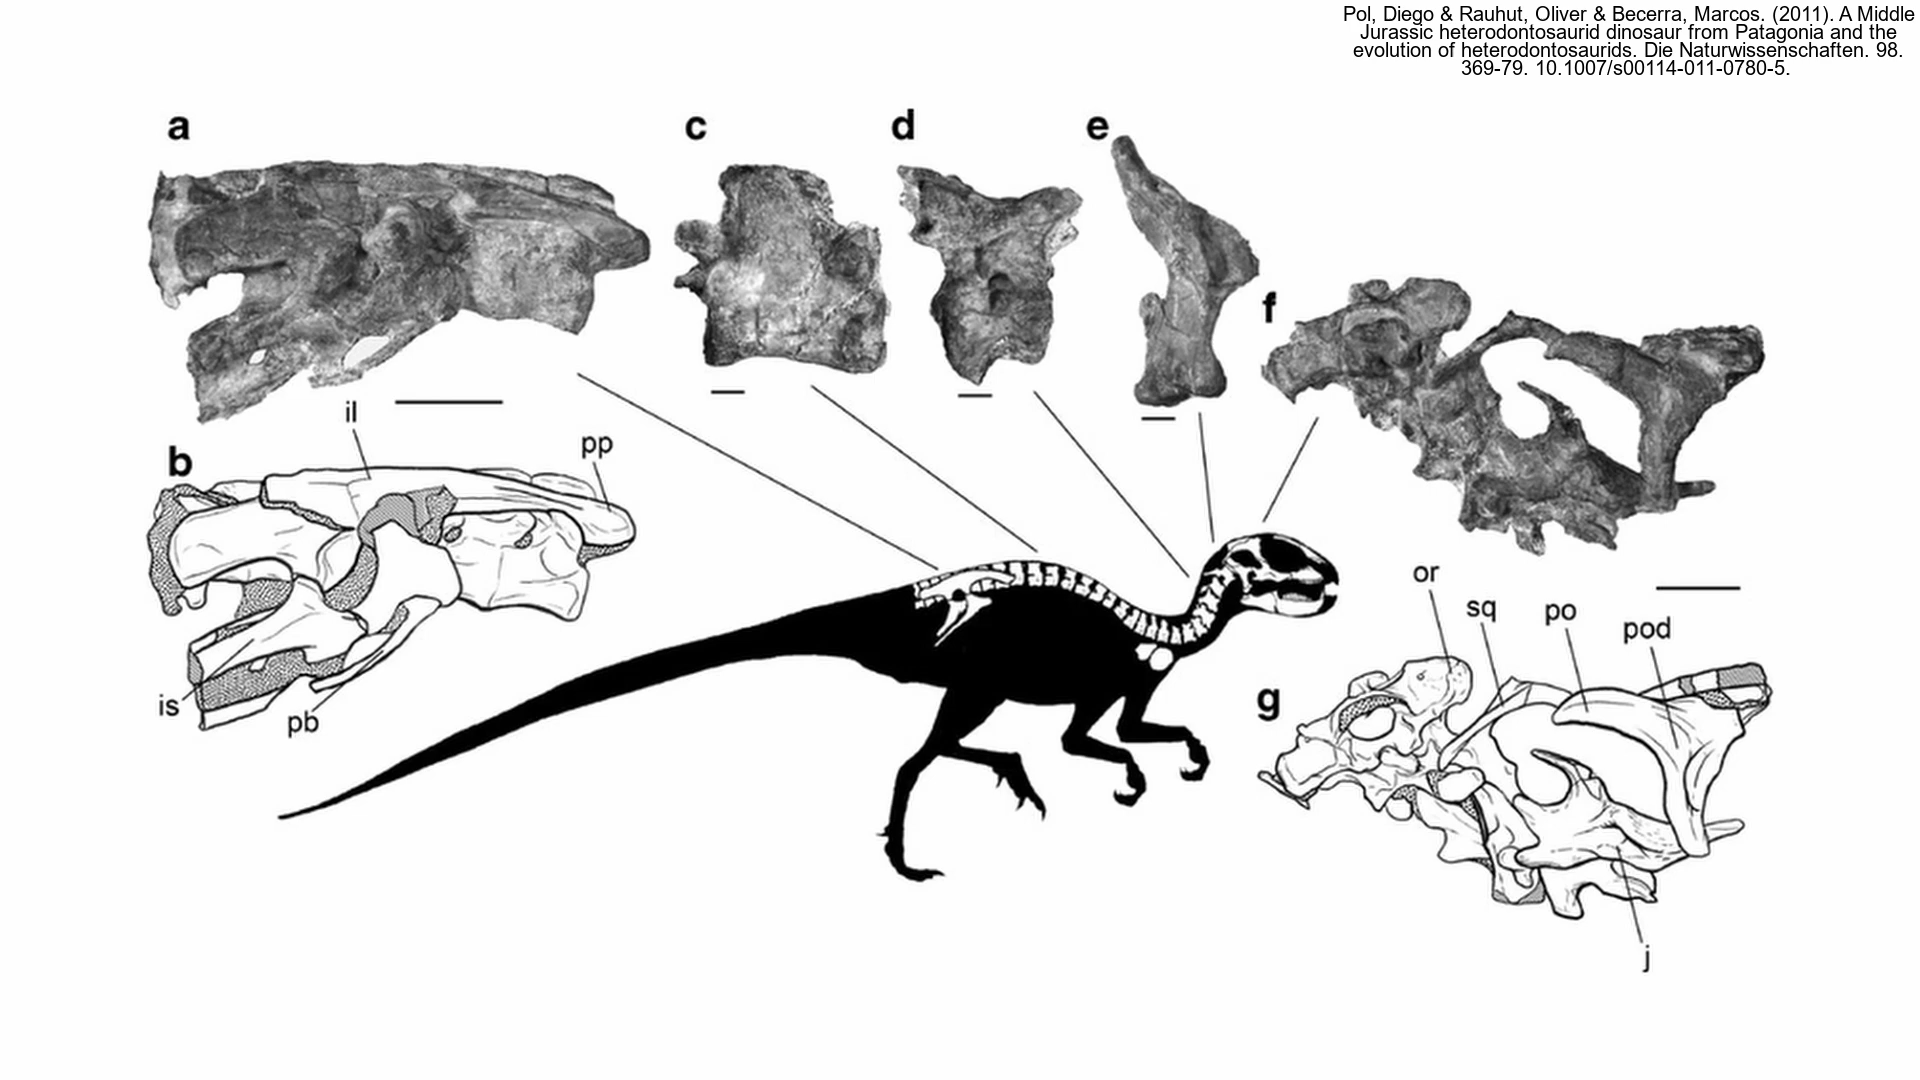 Pol, Diego & Rauhut, Oliver & Becerra, Marcos. (2011). A Middle
Jurassic heterodontosaurid dinosaur from Patagonia and the
evolution of heterodontosaurids. Die Naturwissenschaften. 98.
369-79. 10.1007/s00114-011-0780-5.
a
c
d
e
f
il
pp
b
is
pb
or
sq
po
pod
g
j